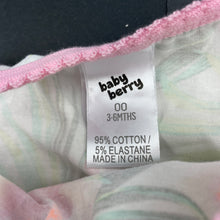 baby
berry
00
3-6MTHS
95% COTTON /
5% ELASTANE
MADE IN CHINA